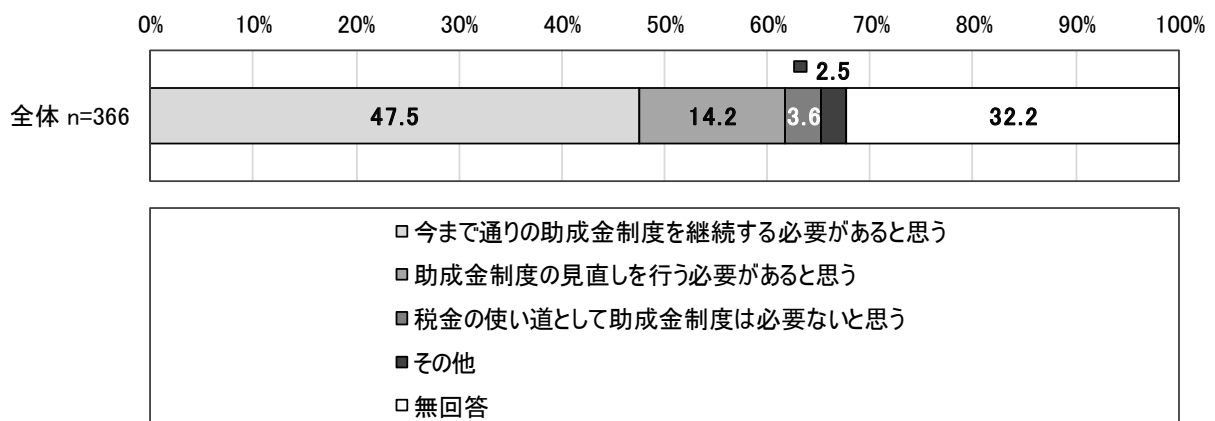 0% 10% 20% 30% 40% 50% 60% 70% 80% 90% 100%
2.5
全体 n=366 47.5 14.2 3.6 32.2
今まで通りの助成金制度を継続する必要があると思う
助成金制度の見直しを行う必要があると思う
税金の使い道として助成金制度は必要ないと思う
その他
無回答